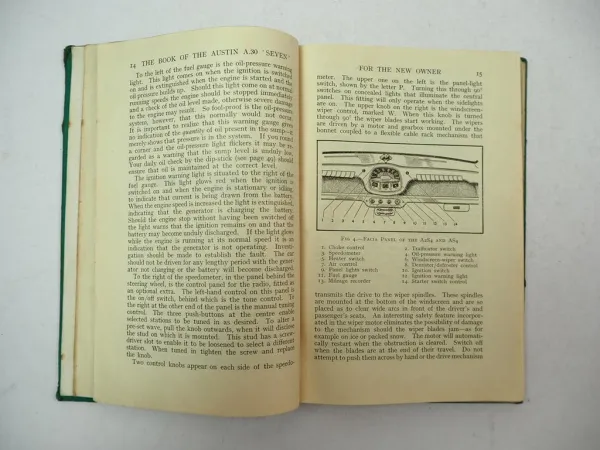 14 THE BOOK OF THE AUSTIN A.30 'SEVEN'
To the left of the fuel gauge is the oil-pressure warning
light. This light comes on when the ignition is switched
on and is extinguished when the engine is started and the
oil pressure builds up. Should this light come on at normal
running speeds the engine should be stopped immediately
and a check of the oil level made, otherwise severe damage
to the engine may result. So fool-proof is the oil-pressure
system, however, that this normally would not occur.
It is important to realize that this warning gauge gives
no indication of the quantity of oil present in the sump—it
merely shows that pressure is in the system. If you round
a corner and the oil-pressure light flickers it may be re-
garded as a warning that the sump level is unduly low.
Your daily oil check by the dip-stick (see page 49) should
ensure that oil is maintained at the correct level.
The ignition warning light is situated to the right of the
fuel gauge. This light glows red when the ignition is
switched on and when the engine is stationary or idling
to indicate that current is being drawn from the battery.
When the engine speed is increased the light is extinguished,
indicating that the generator is charging the battery.
Should the engine stop without having been switched off
the light warns that the ignition remains on and that the
battery may become unduly discharged. If the light glows
while the engine is running at its normal speed it is an
indication that the generator is not operating. Investi-
gation should be made to establish the fault. The car
should not be driven for any lengthy period with the gener-
ator not charging or the battery will become discharged.
To the right of the speedometer, in the panel behind the
steering wheel, is the control panel for the radio, fitted as
an optional extra. The left-hand control on this panel is
the on/off switch, behind which is the tone control. To
the right at the other end of the panel is the manual tuning
control. The three push-buttons at the centre enable
selected stations to be tuned in as desired. To alter a
pre-set wave, pull the knob outwards, when it will disclose
the stud on which it is mounted. This stud has a screw-
driver slot to enable it to be loosened to select a different
station. When tuned in tighten the screw and replace
the knob.
Two control knobs appear on each side of the speedo-
FOR THE NEW OWNER 15
meter. The upper one on the left is the panel-light
switch, shown by the letter P. Turning this through 90°
switches on concealed lights that illuminate the central
panel. This fitting will only operate when the sidelights
are on. The upper knob on the right is the windscreen-
wiper control, marked W. When this knob is turned
through 90° the wiper blades start working. The wipers
are driven by a motor and gearbox mounted under the
bonnet coupled to a flexible cable rack mechanism that
FIG 4.—FACIA PANEL OF THE A2S4 AND AS4
1. Choke control
2. Trafficator switch
3. Speedometer
4. Oil-pressure warning light
5. Heater switch
6. Windscreen-wiper switch
7. Air control
8. Demister/defroster control
9. Panel lights switch
10. Ignition switch
11. Fuel gauge
12. Ignition warning light
13. Mileage recorder
14. Starter switch control
transmits the drive to the wiper spindles. These spindles
are mounted at the bottom of the windscreen and are so
placed as to clear wide arcs in front of the driver's and
passenger's seats. An interesting safety feature incorpor-
ated in the wiper motor eliminates the possibility of damage
to the mechanism should the wiper blades jam—as for
example on ice or packed snow. The motor will automati-
cally restart when the obstruction is cleared. Switch off
when the blades are at the end of their travel. Do not
attempt to push them across by hand or the drive mechanism